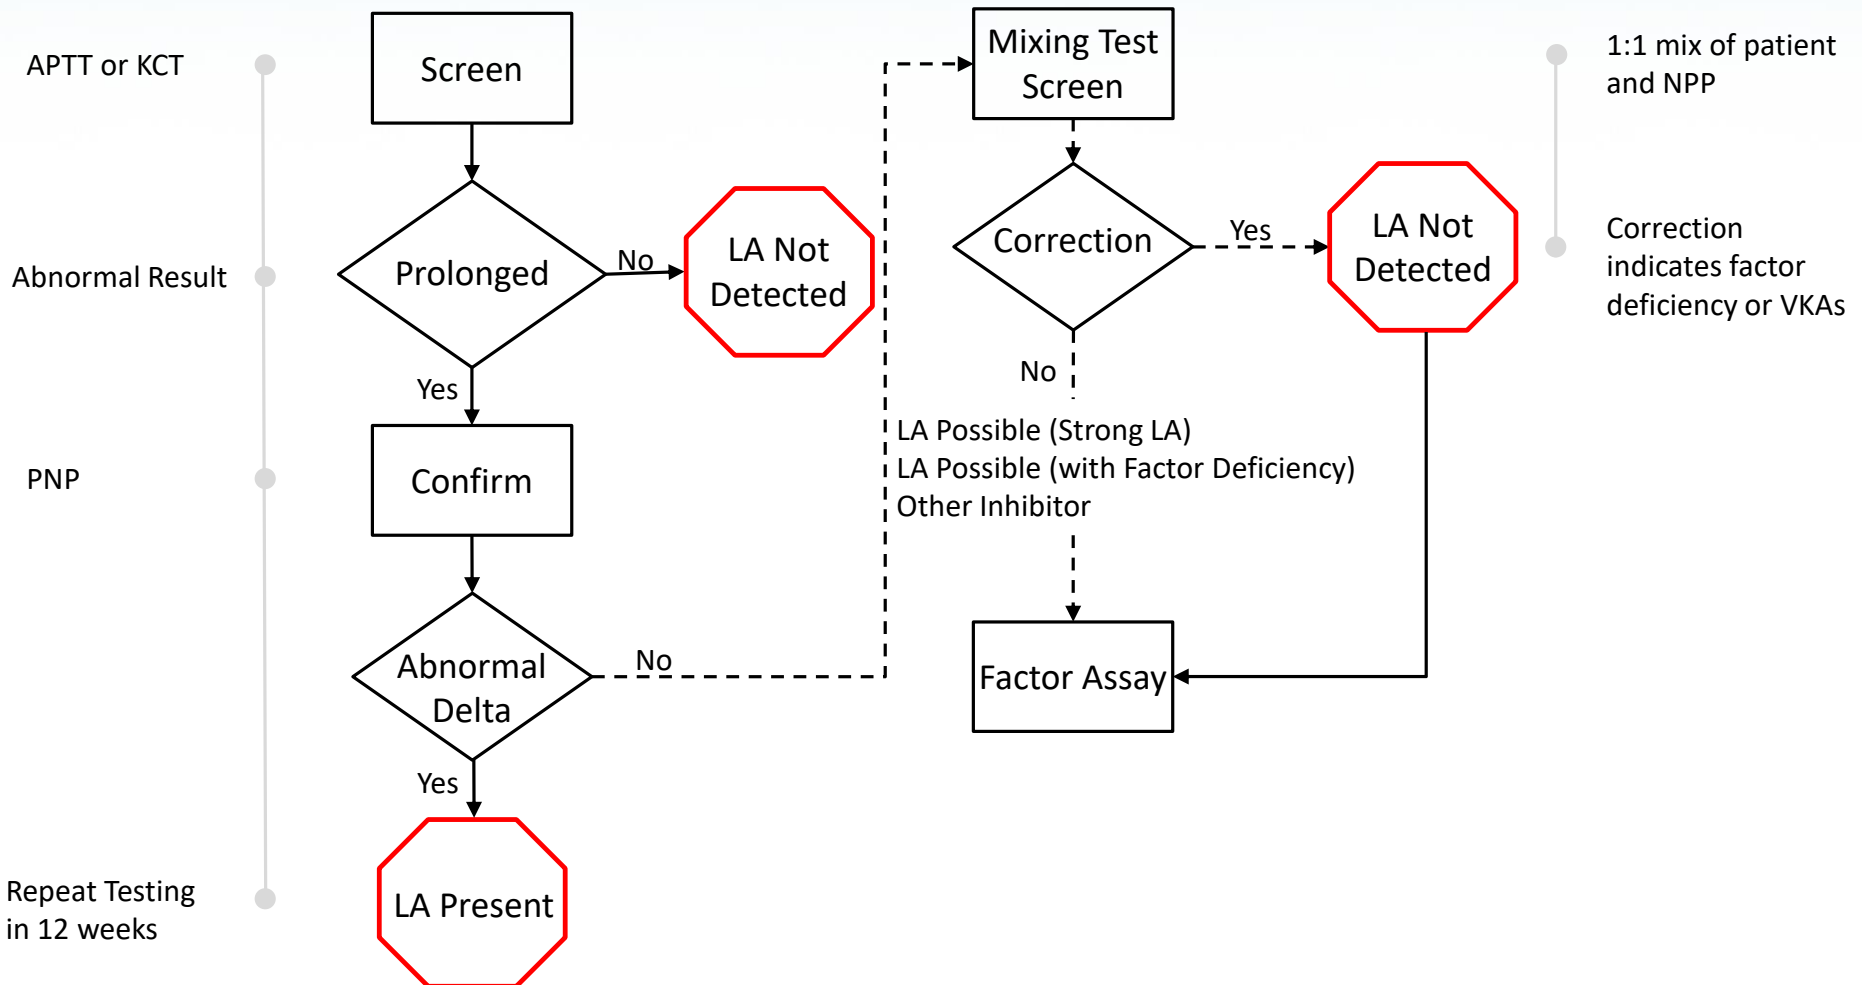 APTT or KCT
Screen
Abnormal Result
Prolonged
No
LA Not
Detected
Yes
PNP
Confirm
Abnormal
Delta
No
Yes
Repeat Testing
in 12 weeks
LA Present
Mixing Test
Screen
1:1 mix of patient
and NPP
Correction
Yes
LA Not
Detected
Correction
indicates factor
deficiency or VKAs
No
LA Possible (Strong LA)
LA Possible (with Factor Deficiency)
Other Inhibitor
Factor Assay